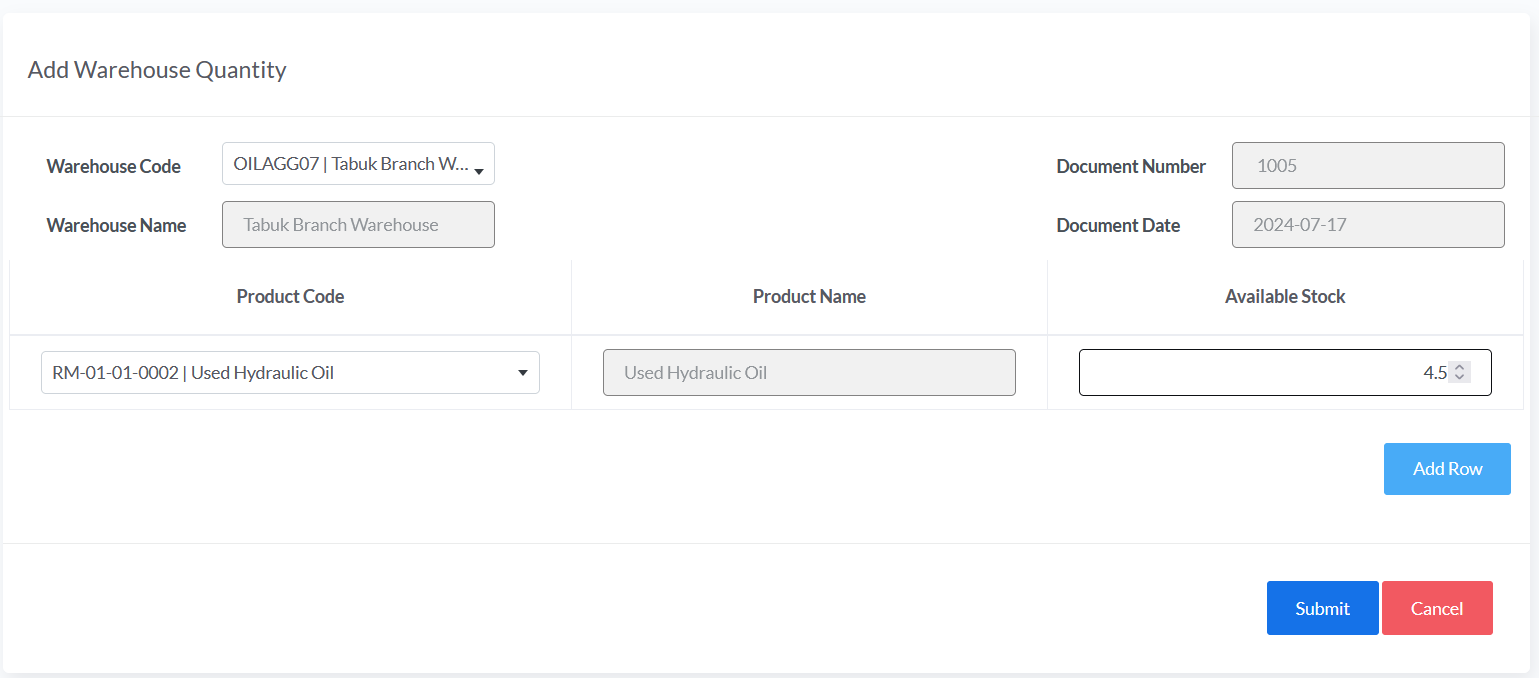 Add Warehouse Quantity
Warehouse Code OILAGG07 | Tabuk Branch W... Document Number 1005
Warehouse Name Tabuk Branch Warehouse Document Date 2024-07-17
Product Code Product Name Available Stock
RM-01-01-0002 | Used Hydraulic Oil Used Hydraulic Oil 4.5
Add Row
Submit Cancel